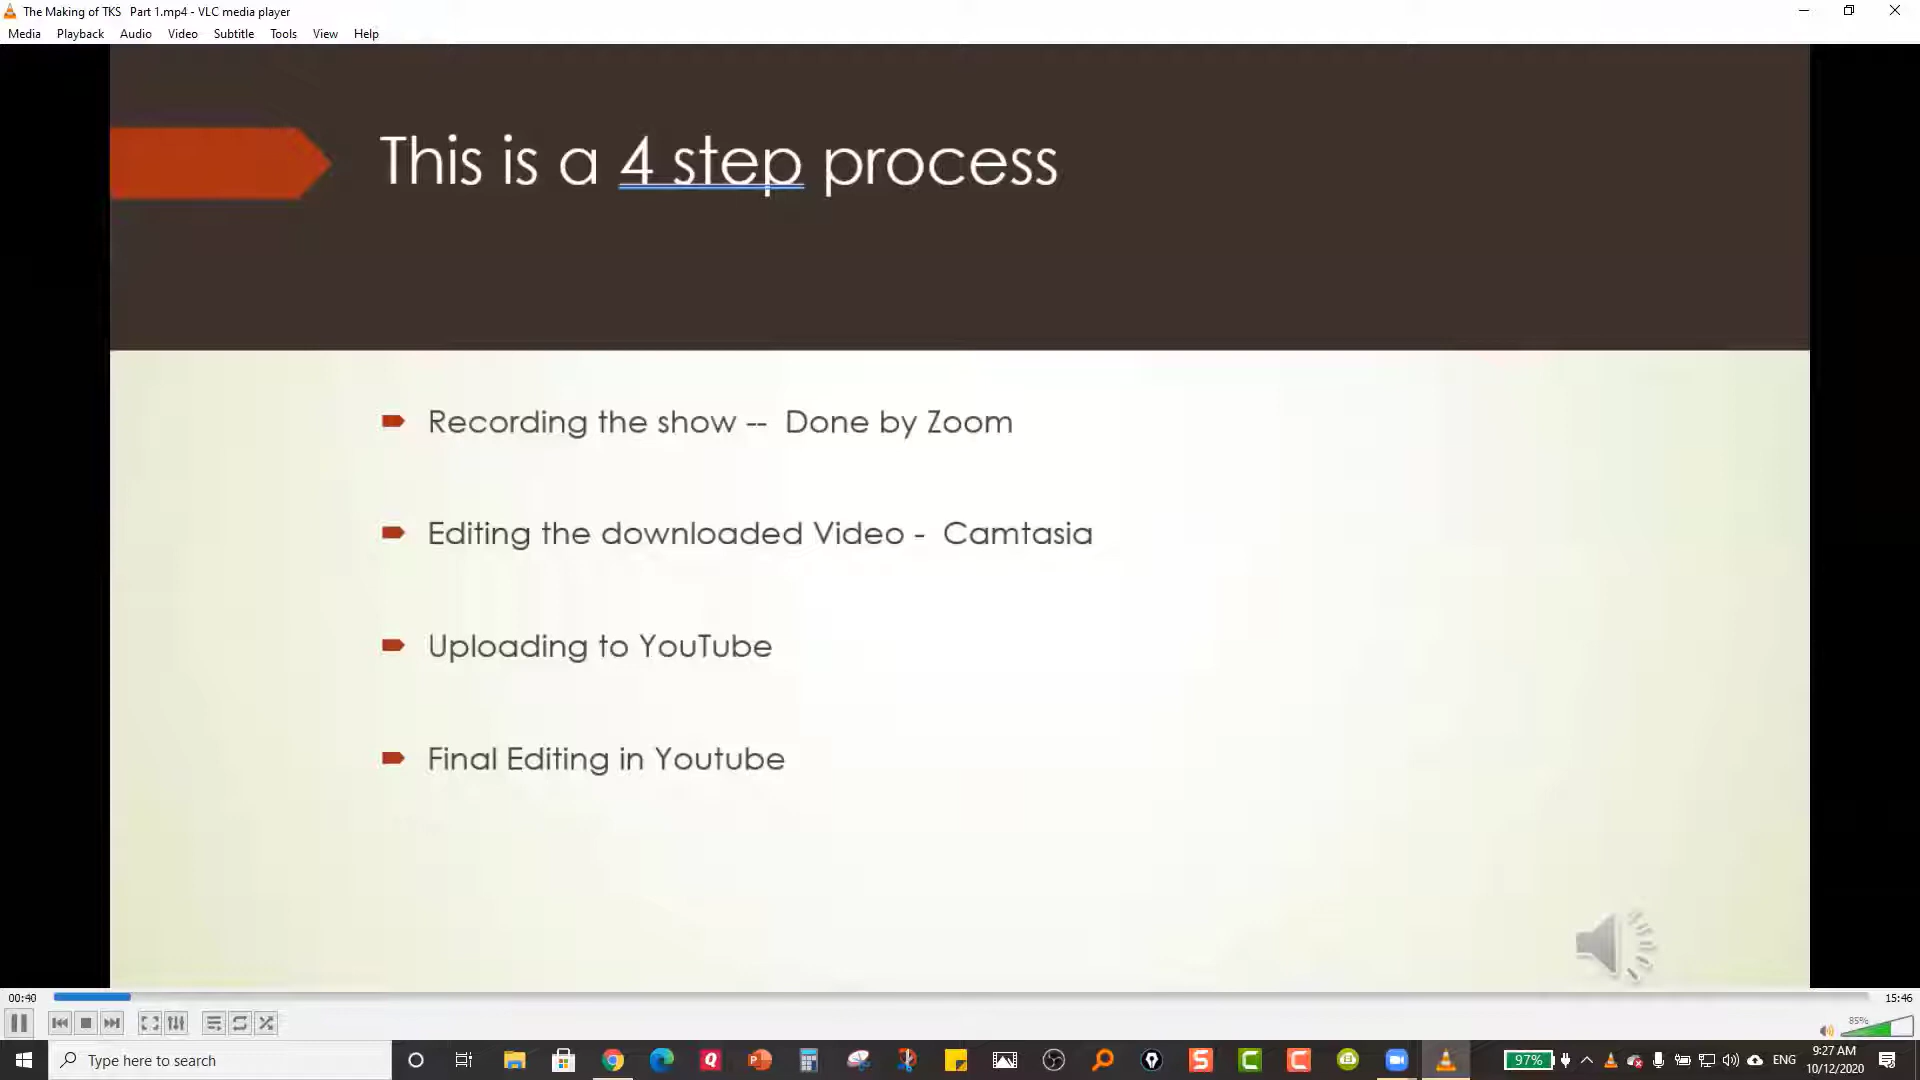 The Making of TKS   Part 1.mp4 - VLC media player
Media Playback Audio Video Subtitle Tools View Help
This is a 4 step process
Recording the show --  Done by Zoom
Editing the downloaded Video -  Camtasia
Uploading to YouTube
Final Editing in Youtube
00:40
15:46
85%
Type here to search
97%
ENG
9:27 AM
10/12/2020